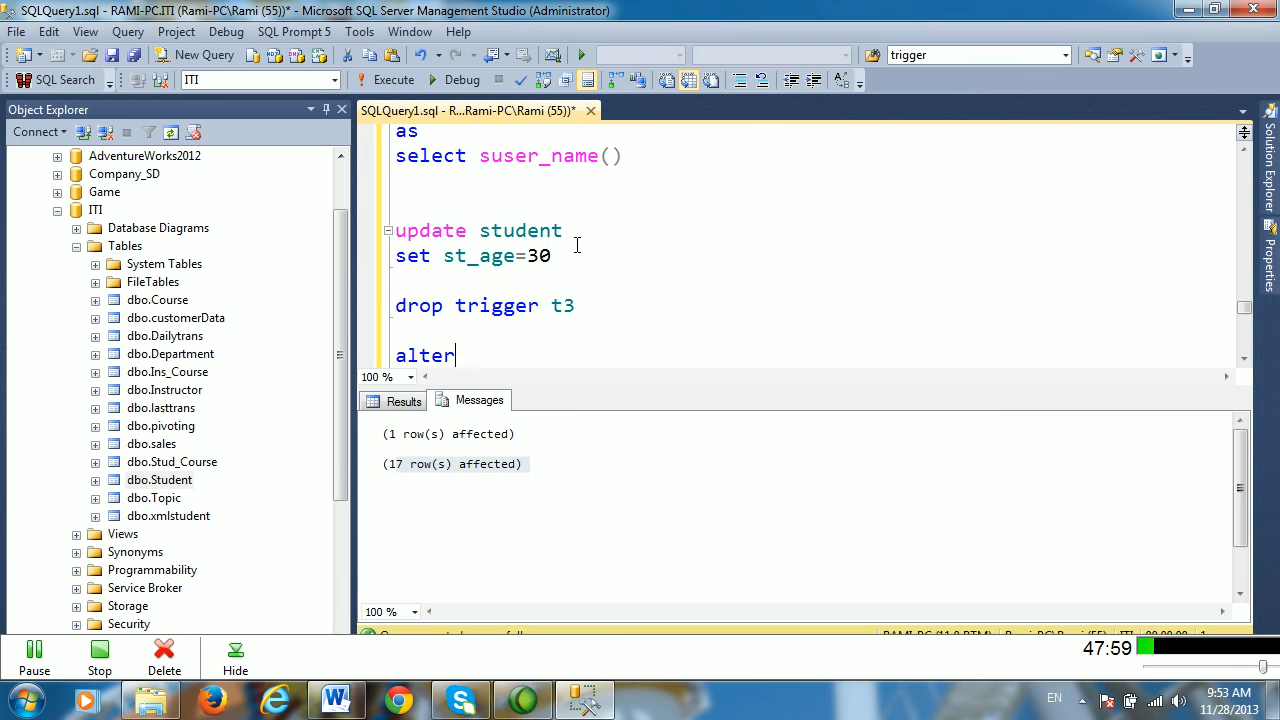 SQLQuery1.sql - RAMI-PC.ITI (Rami-PC\Rami (55))* - Microsoft SQL Server Management Studio (Administrator)
File Edit View Query Project Debug SQL Prompt 5 Tools Window Help
New Query trigger
SQL Search ITI Execute Debug
Object Explorer
Connect
AdventureWorks2012
Company_SD
Game
ITI
Database Diagrams
Tables
System Tables
FileTables
dbo.Course
dbo.customerData
dbo.Dailytrans
dbo.Department
dbo.Ins_Course
dbo.Instructor
dbo.lasttrans
dbo.pivoting
dbo.sales
dbo.Stud_Course
dbo.Student
dbo.Topic
dbo.xmlstudent
Views
Synonyms
Programmability
Service Broker
Storage
Security
SQLQuery1.sql - R...Rami-PC\Rami (55))*
as
select suser_name()
update student
set st_age=30
drop trigger t3
alter
100 %
Results Messages
(1 row(s) affected)
(17 row(s) affected)
100 %
Solution Explorer
Properties
Pause Stop Delete Hide
47:59
EN
9:53 AM
11/28/2013